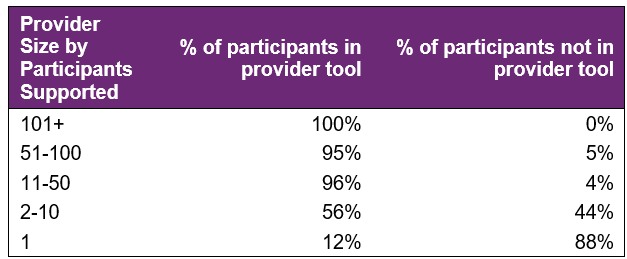 Provider
Size by
Participants
Supported
% of participants in
provider tool
% of participants not in
provider tool
101+ 100% 0%
51-100 95% 5%
11-50 96% 4%
2-10 56% 44%
1 12% 88%